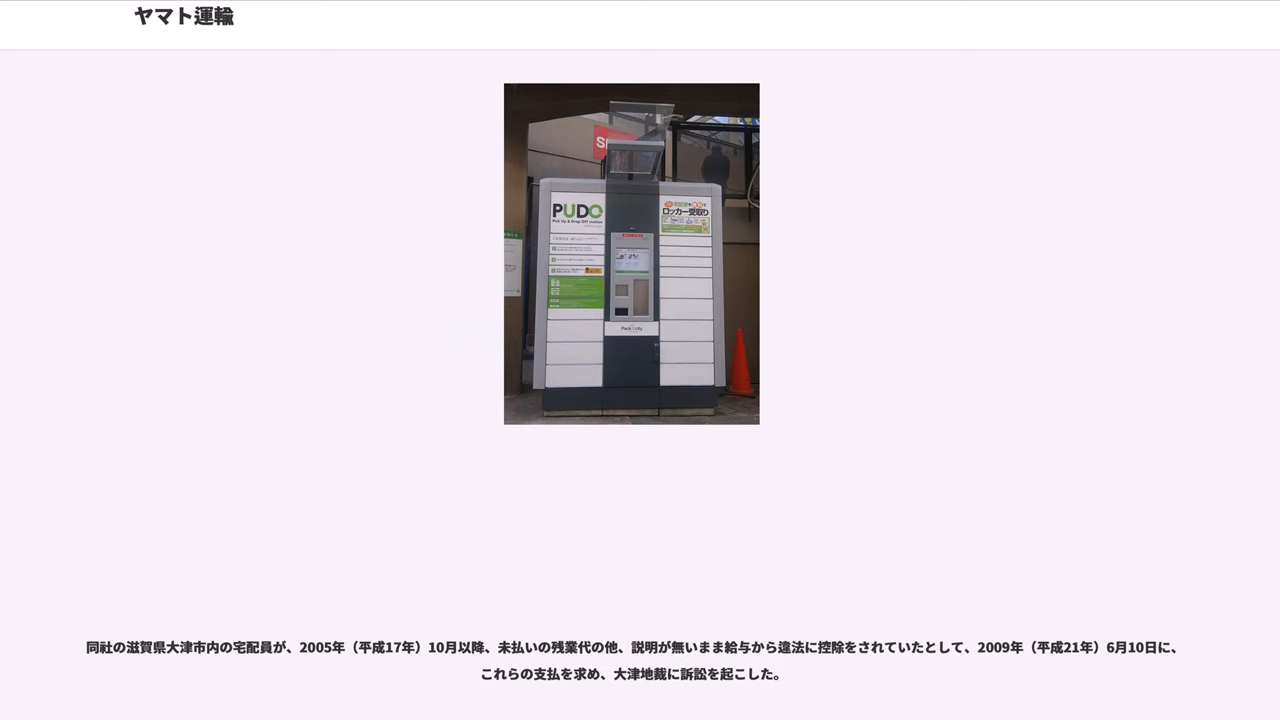 ヤマト運輸
PUDO
Pick Up & Drop Off station
ロッカー受取り
同社の滋賀県大津市内の宅配員が、2005年（平成17年）10月以降、未払いの残業代の他、説明が無いまま給与から違法に控除をされていたとして、2009年（平成21年）6月10日に、
これらの支払を求め、大津地裁に訴訟を起こした。